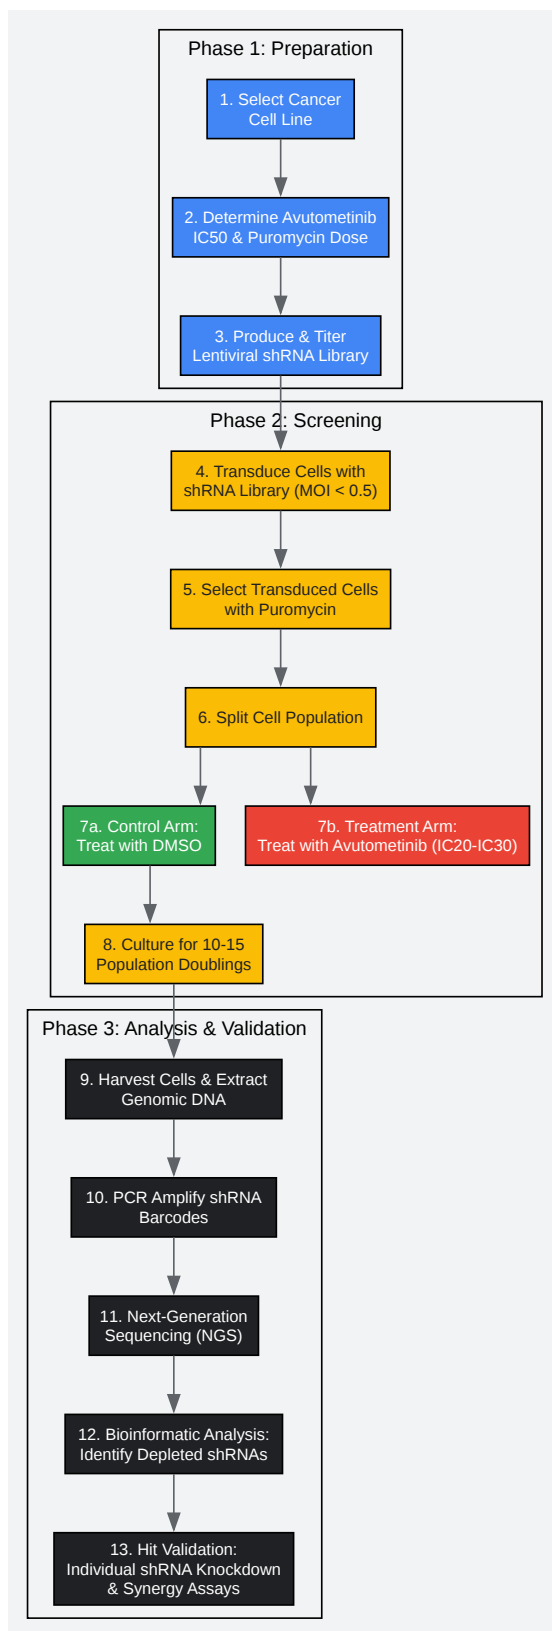 Phase 1: Preparation
1. Select Cancer
Cell Line
2. Determine Avutometinib
IC50 & Puromycin Dose
3. Produce & Titer
Lentiviral shRNA Library
Phase 2: Screening
4. Transduce Cells with
shRNA Library (MOI < 0.5)
5. Select Transduced Cells
with Puromycin
6. Split Cell Population
7a. Control Arm:
Treat with DMSO
7b. Treatment Arm:
Treat with Avutometinib (IC20-IC30)
8. Culture for 10-15
Population Doublings
Phase 3: Analysis & Validation
9. Harvest Cells & Extract
Genomic DNA
10. PCR Amplify shRNA
Barcodes
11. Next-Generation
Sequencing (NGS)
12. Bioinformatic Analysis:
Identify Depleted shRNAs
13. Hit Validation:
Individual shRNA Knockdown
& Synergy Assays